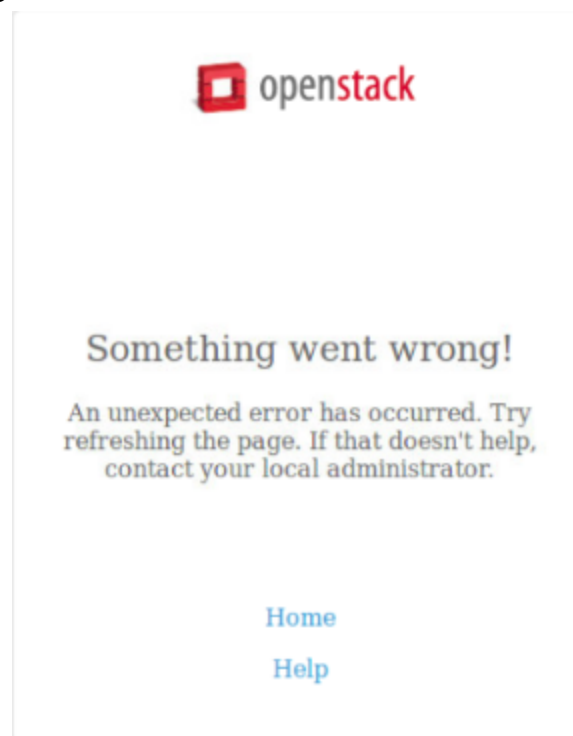 openstack
Something went wrong!
An unexpected error has occurred. Try
refreshing the page. If that doesn't help,
contact your local administrator.
Home
Help